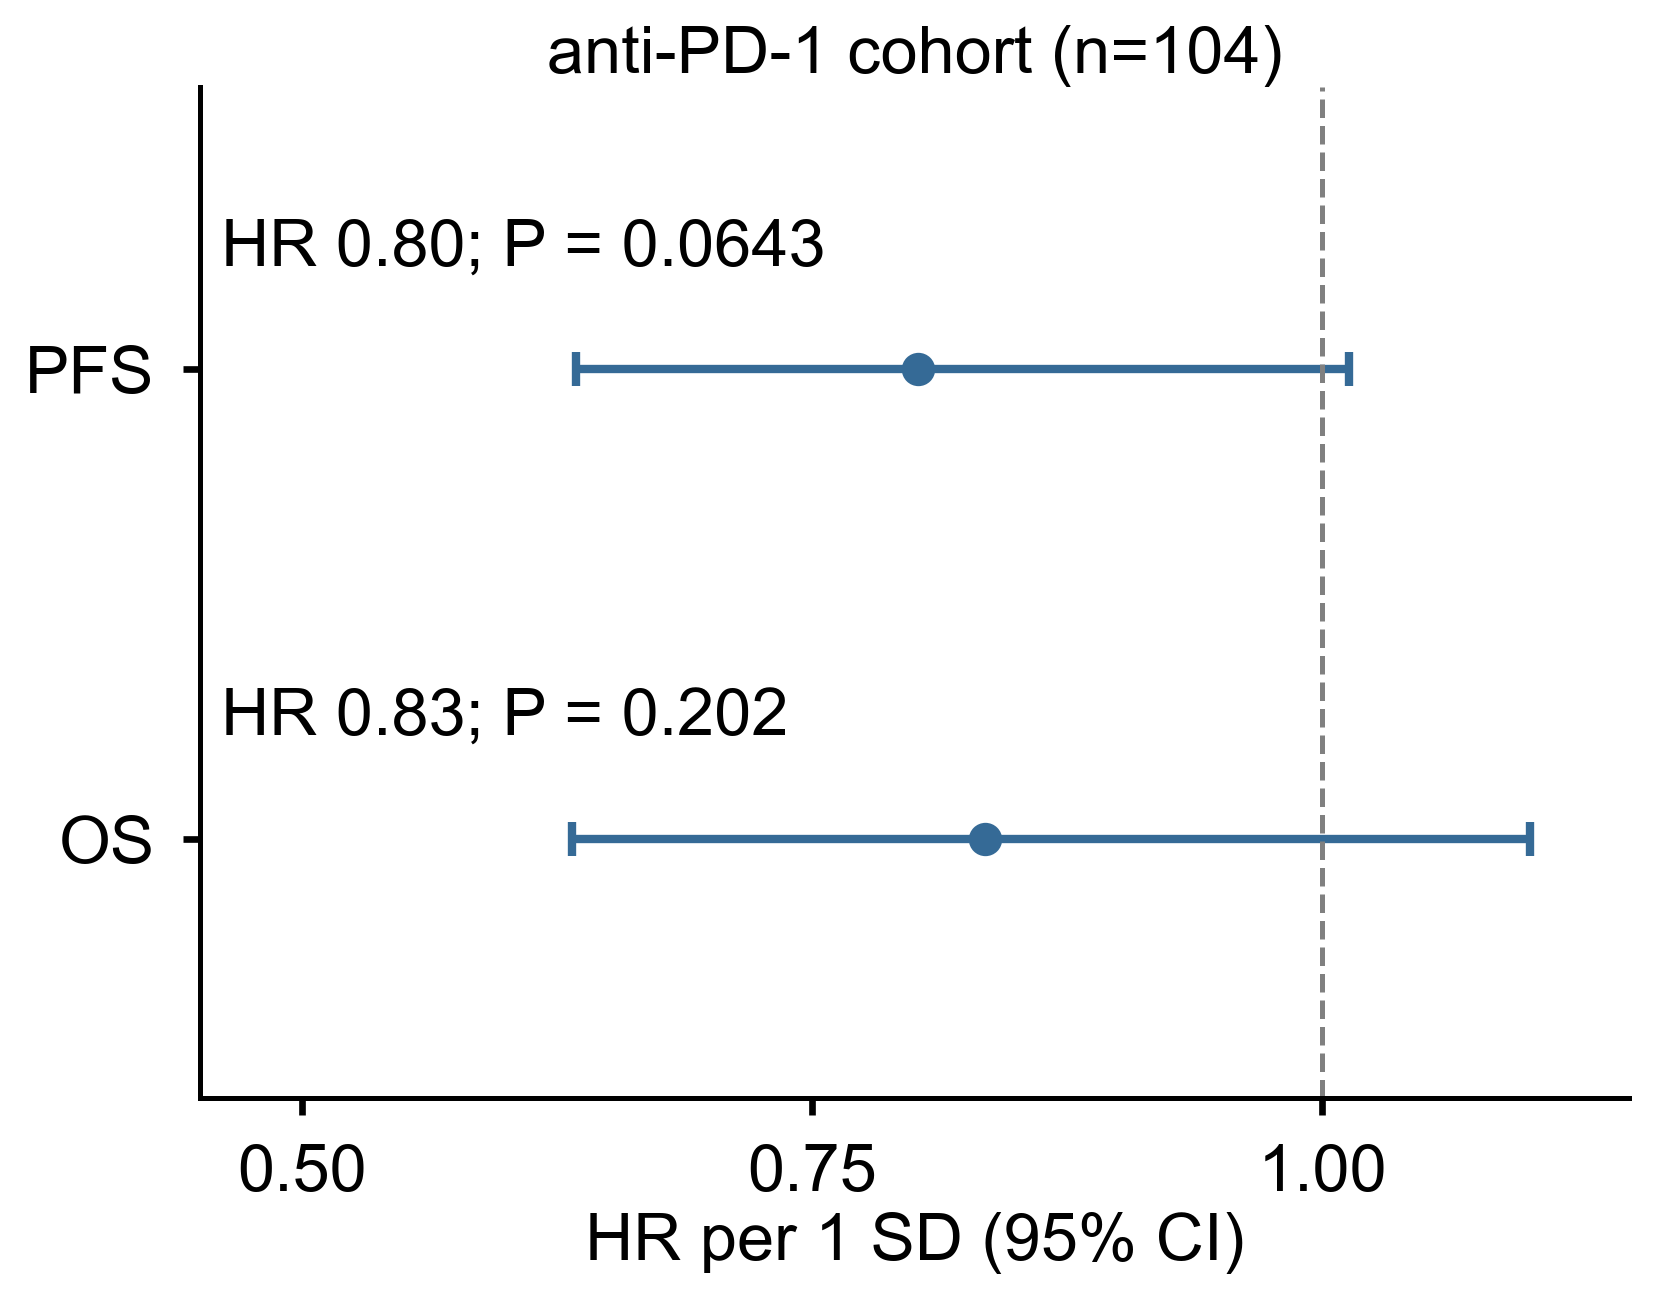 anti-PD-1 cohort (n=104)
HR 0.80; P = 0.0643
PFS
HR 0.83; P = 0.202
OS
0.50 0.75 1.00
HR per 1 SD (95% CI)